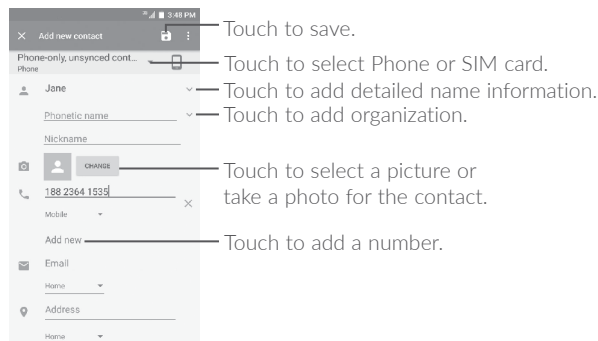 3G 3:48 PM
Touch to save.
Add new contact
Phone-only, unsynced cont...
Phone
Touch to select Phone or SIM card.
Jane
Touch to add detailed name information.
Phonetic name
Touch to add organization.
Nickname
CHANGE
Touch to select a picture or
take a photo for the contact.
188 2364 1535
Mobile
Add new
Touch to add a number.
Email
Home
Address
Home